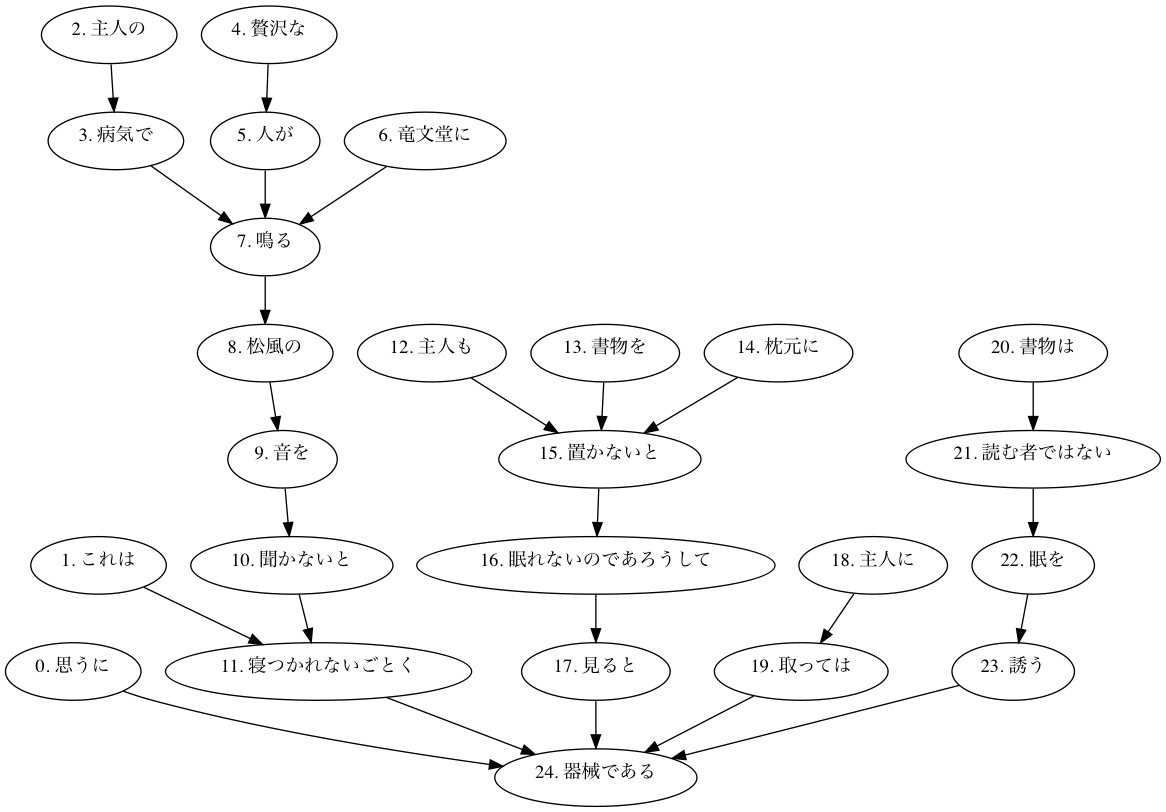 2. 主人の
4. 贅沢な
3. 病気で
5. 人が
6. 竜文堂に
7. 鳴る
8. 松風の
12. 主人も
13. 書物を
14. 枕元に
20. 書物は
9. 音を
15. 置かないと
21. 読む者ではない
1. これは
10. 聞かないと
16. 眠れないのであろうして
18. 主人に
22. 眠を
0. 思うに
11. 寝つかれないごとく
17. 見ると
19. 取っては
23. 誘う
24. 器械である